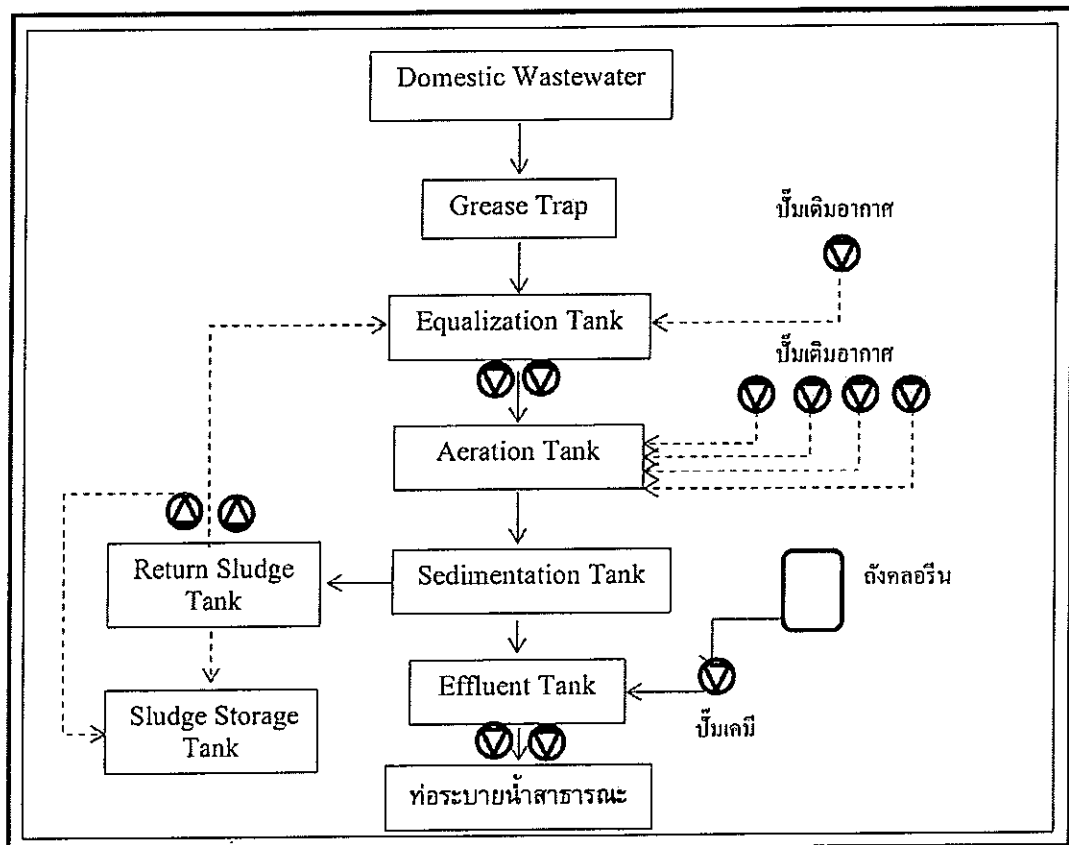 Domestic Wastewater
Grease Trap
ปั๊มเติมอากาศ
Equalization Tank
ปั๊มเติมอากาศ
Aeration Tank
Return Sludge
Tank
Sedimentation Tank
ถังคลอรีน
Effluent Tank
Sludge Storage
Tank
ปั๊มเคมี
ท่อระบายน้ำสาธารณะ